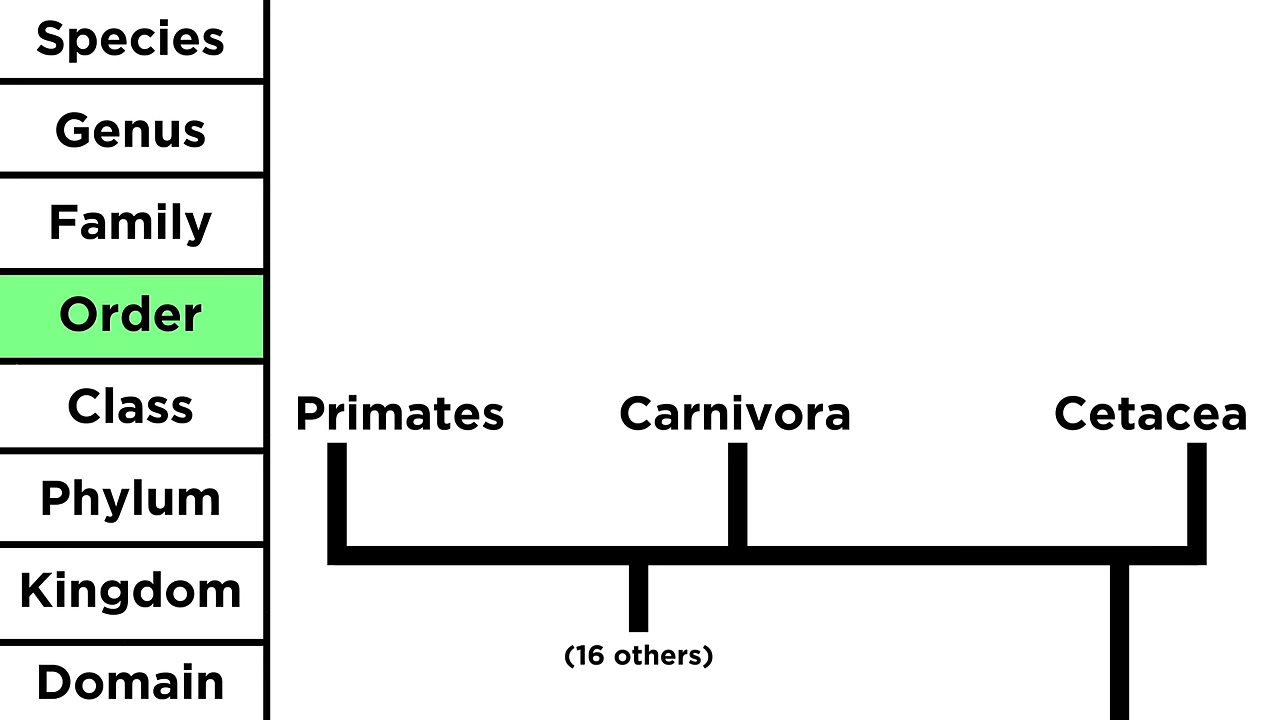 Species
Genus
Family
Order
Class
Phylum
Kingdom
Domain
Primates
Carnivora
Cetacea
(16 others)